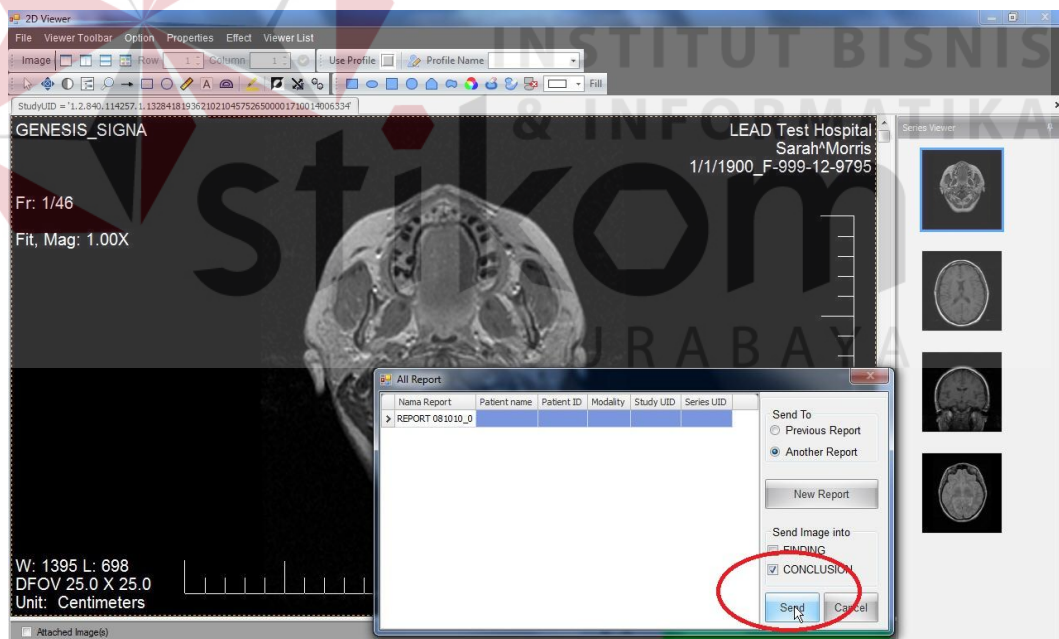 2D Viewer
File Viewer Toolbar Option Properties Effect Viewer List
Image Row 1 Column 1 Use Profile Profile Name
A % Fill
StudyUID = '1.2.840.114257.1.13284181936210210457526500001710014006334'
INSTITUT BISNIS
& INFORMATIKA
stikom
SURABAYA
GENESIS_SIGNA
LEAD Test Hospital
Sarah^Morris
1/1/1900_F-999-12-9795
Fr: 1/46
Fit, Mag: 1.00X
Series Viewer
All Report
Nama Report Patient name Patient ID Modality Study UID Series UID
REPORT 081010_0
Send To
Previous Report
Another Report
New Report
Send Image into
FINDING
CONCLUSION
Send Cancel
W: 1395 L: 698
DFOV 25.0 X 25.0
Unit: Centimeters
Attached Image(s)